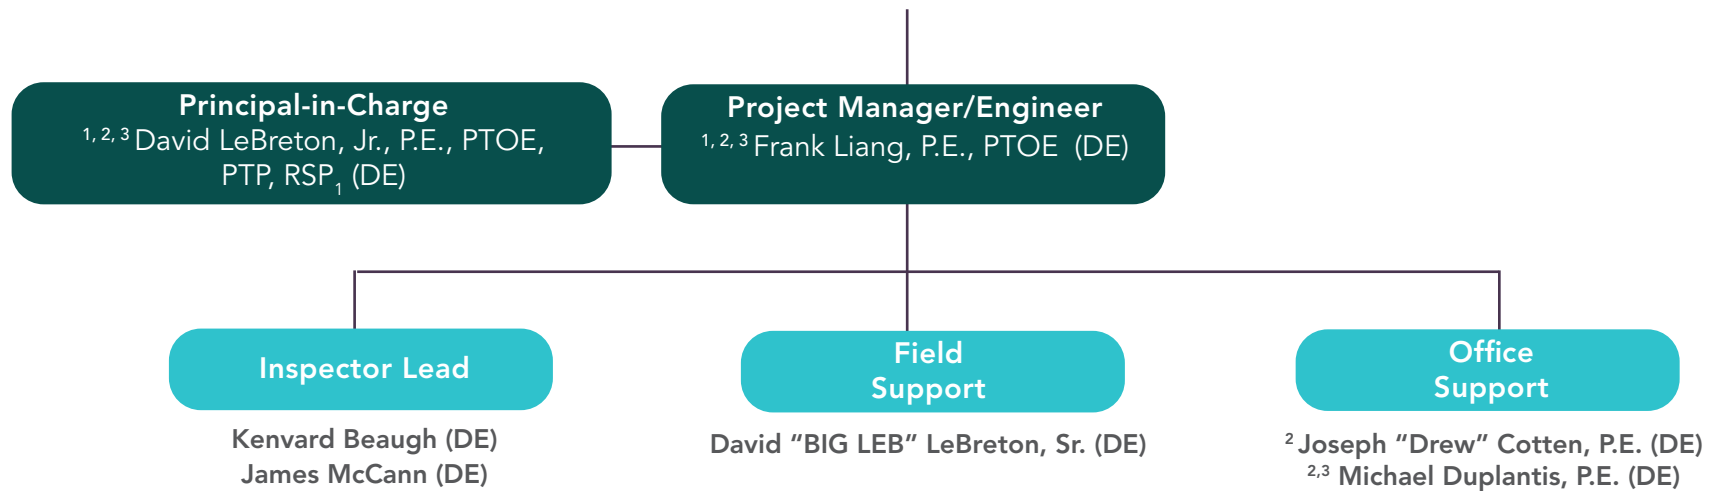 Principal-in-Charge
1, 2, 3 David LeBreton, Jr., P.E., PTOE,
PTP, RSP1 (DE)
Project Manager/Engineer
1, 2, 3 Frank Liang, P.E., PTOE (DE)
Inspector Lead
Kenvard Beaugh (DE)
James McCann (DE)
Field
Support
David “BIG LEB” LeBreton, Sr. (DE)
Office
Support
2 Joseph “Drew” Cotten, P.E. (DE)
2,3 Michael Duplantis, P.E. (DE)